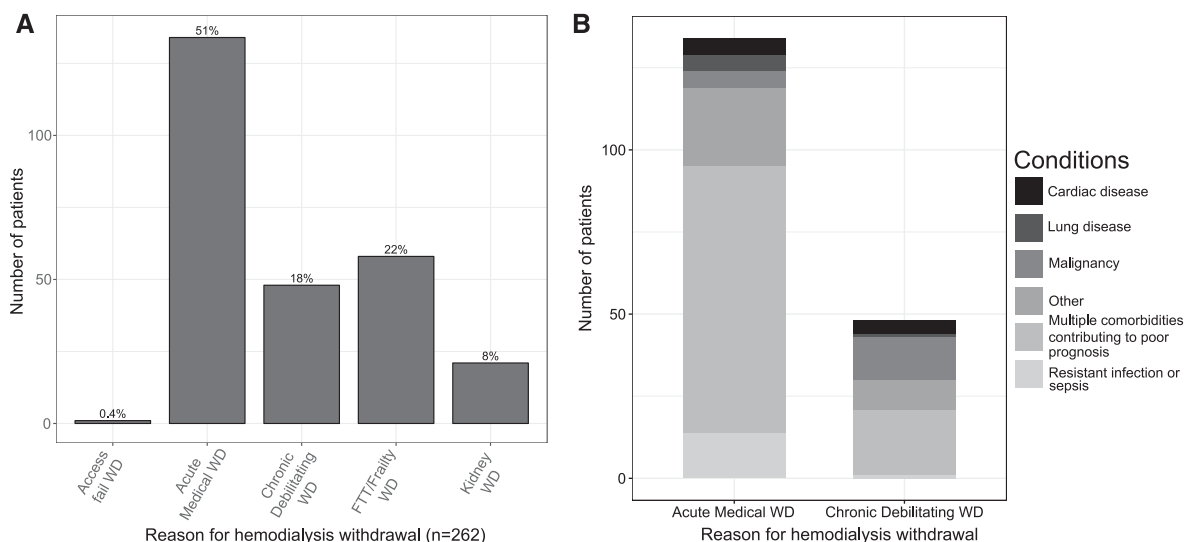 A
Number of patients
100
50
0
0.4%
51%
18%
22%
8%
Access
fail WD
Acute
Medical WD
Chronic
Debilitating
WD
FTT/Frailty
WD
Kidney
WD
Reason for hemodialysis withdrawal (n=262)
B
Number of patients
100
50
0
Acute Medical WD
Chronic Debilitating WD
Reason for hemodialysis withdrawal
Conditions
Cardiac disease
Lung disease
Malignancy
Other
Multiple comorbidities
contributing to poor
prognosis
Resistant infection or
sepsis